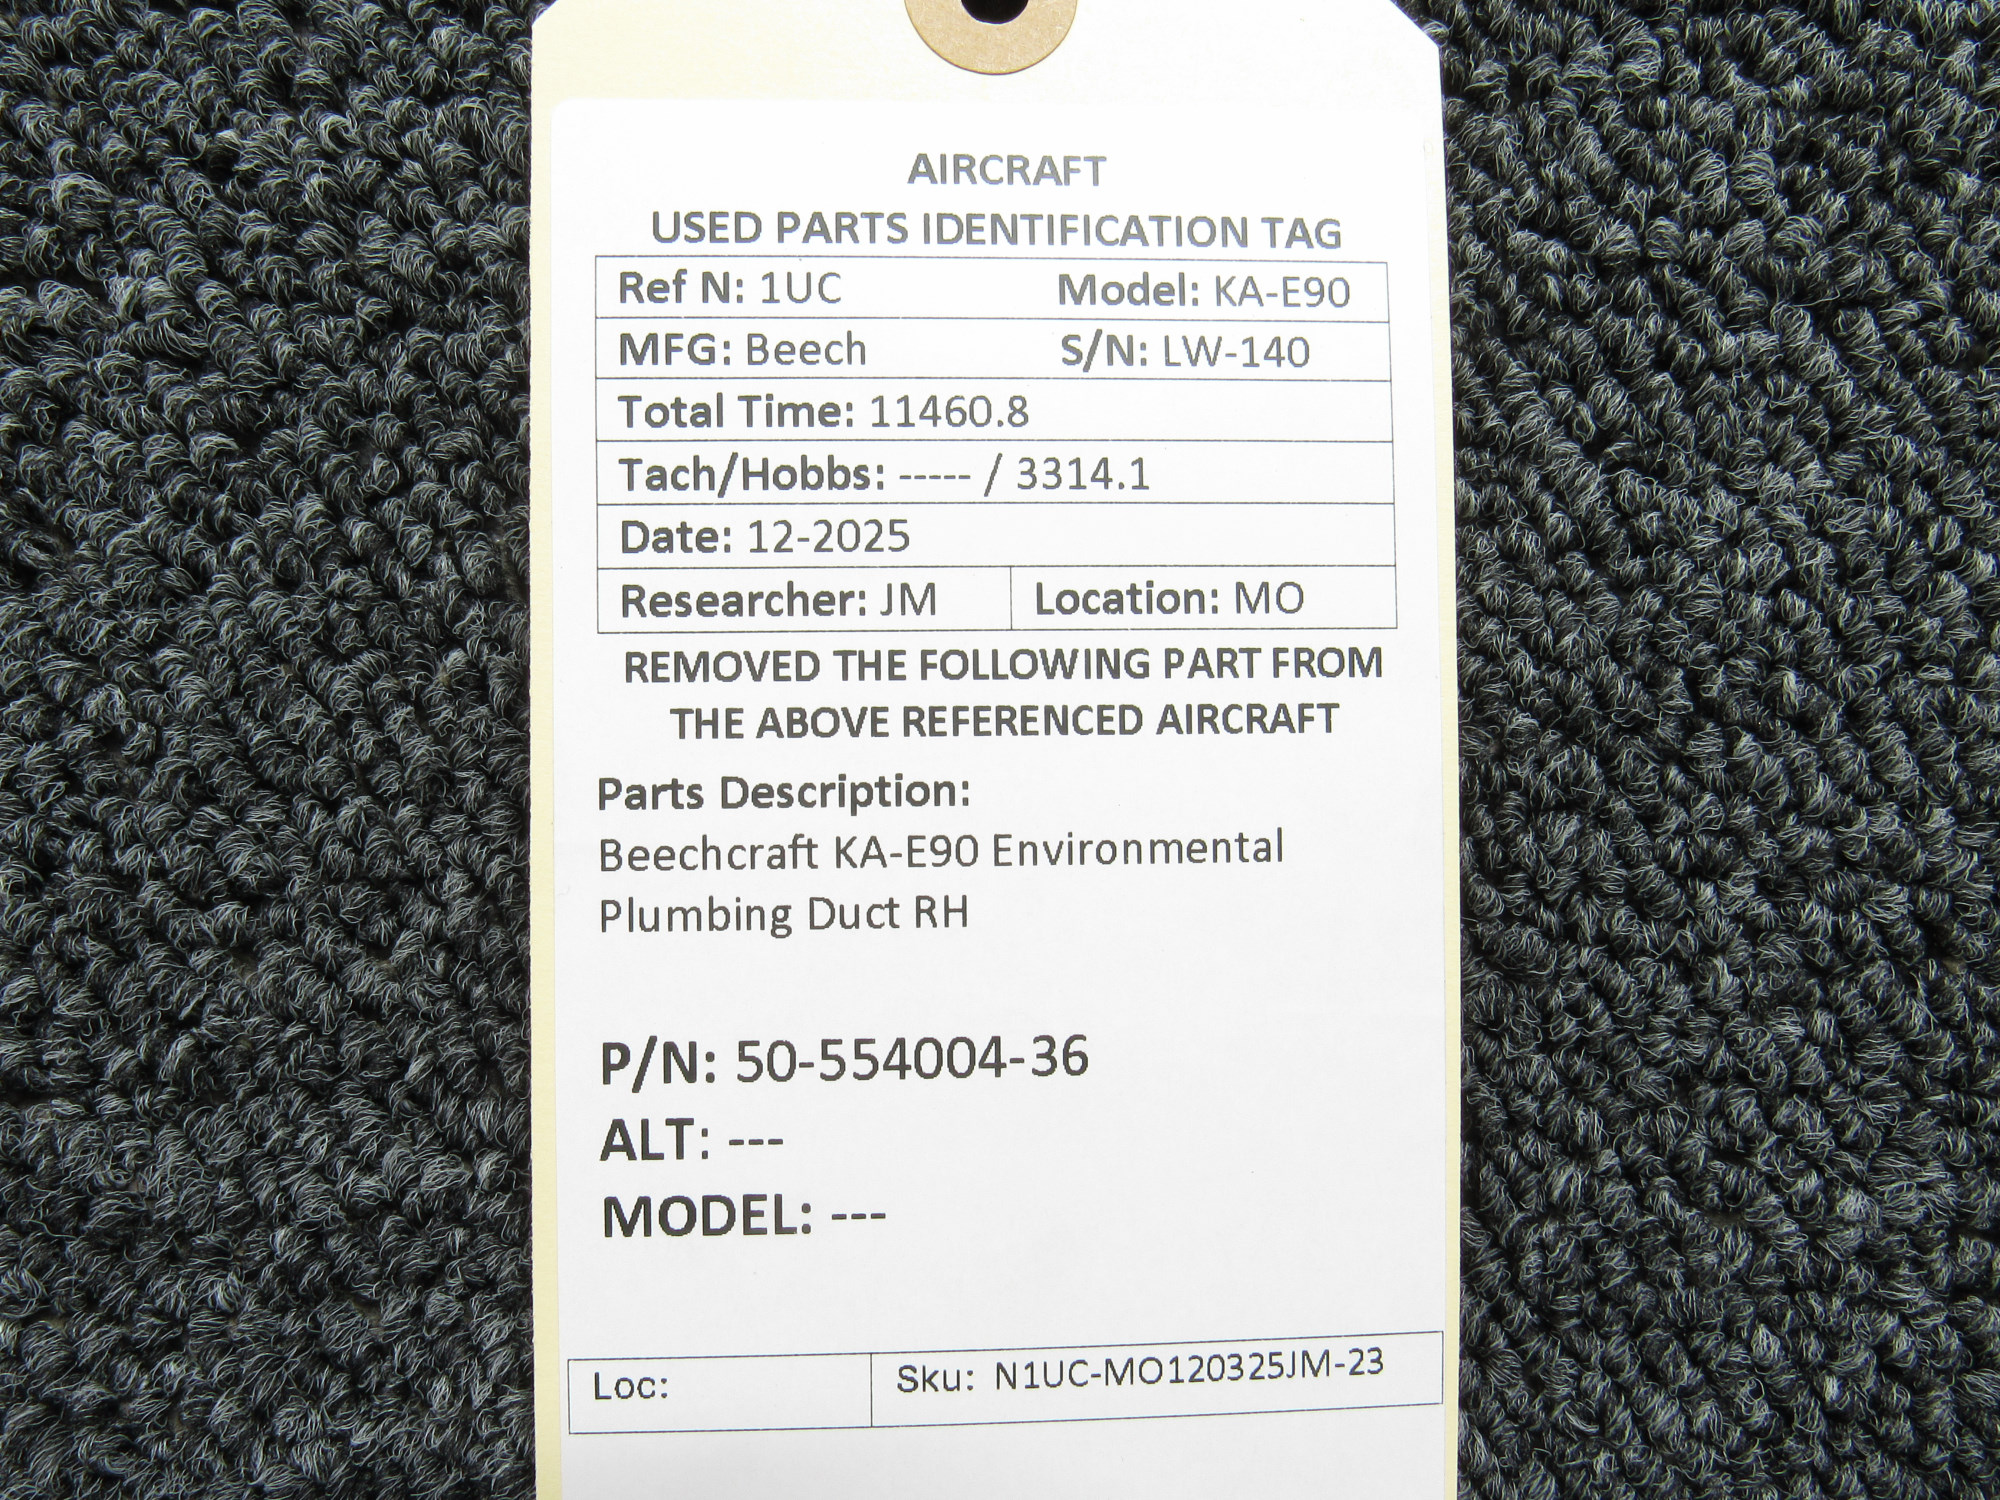 AIRCRAFT
USED PARTS IDENTIFICATION TAG
Ref N: 1UC Model: KA-E90
MFG: Beech S/N: LW-140
Total Time: 11460.8
Tach/Hobbs: ----- / 3314.1
Date: 12-2025
Researcher: JM Location: MO
REMOVED THE FOLLOWING PART FROM
THE ABOVE REFERENCED AIRCRAFT
Parts Description:
Beechcraft KA-E90 Environmental
Plumbing Duct RH
P/N: 50-554004-36
ALT: ---
MODEL: ---
Loc: Sku: N1UC-MO120325JM-23